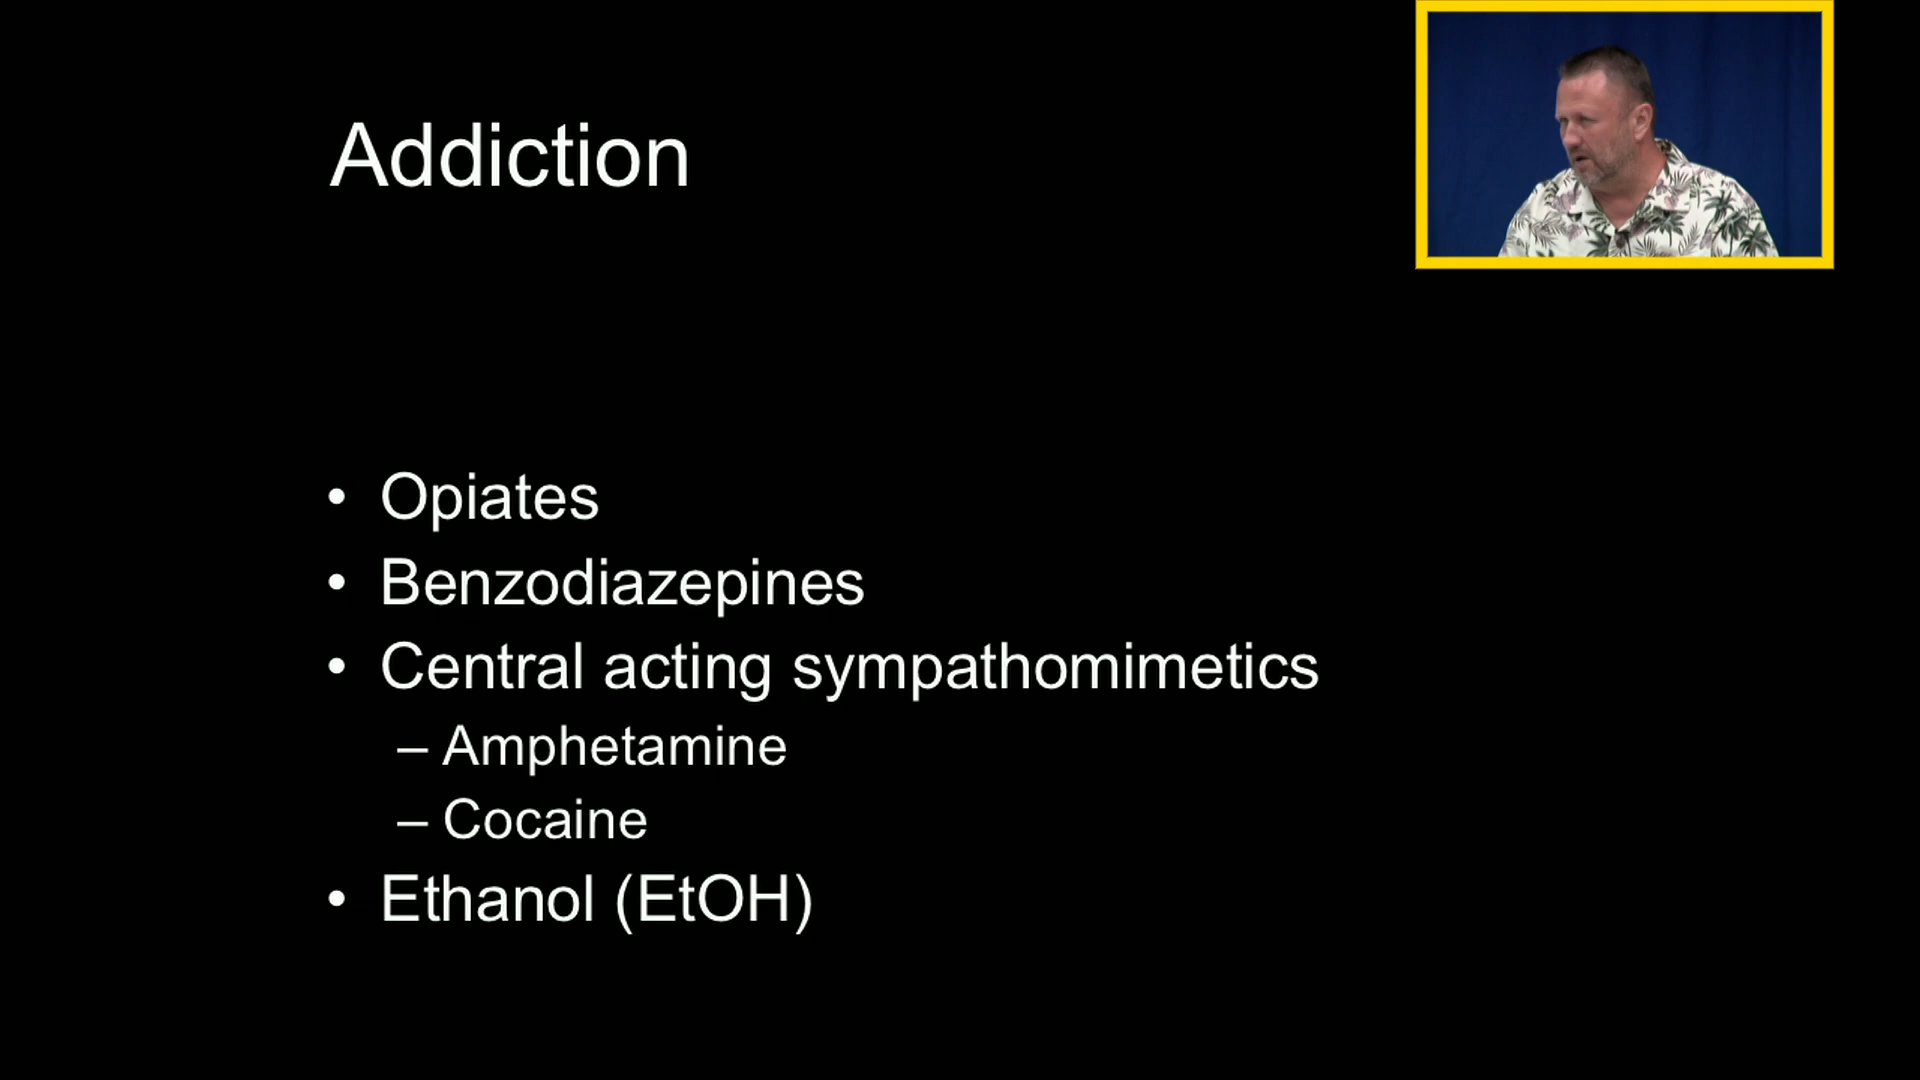 Addiction
• Opiates
• Benzodiazepines
• Central acting sympathomimetics
– Amphetamine
– Cocaine
• Ethanol (EtOH)